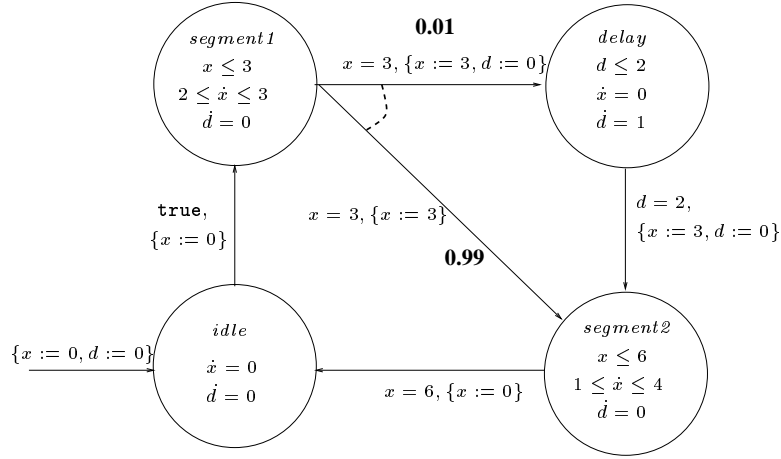 segment1
x ≤ 3
2 ≤ ẋ ≤ 3
ḋ = 0
0.01
x = 3, {x := 3, d := 0}
delay
d ≤ 2
ẋ = 0
ḋ = 1
true,
{x := 0}
x = 3, {x := 3}
0.99
d = 2,
{x := 3, d := 0}
{x := 0, d := 0}
idle
ẋ = 0
ḋ = 0
x = 6, {x := 0}
segment2
x ≤ 6
1 ≤ ẋ ≤ 4
ḋ = 0